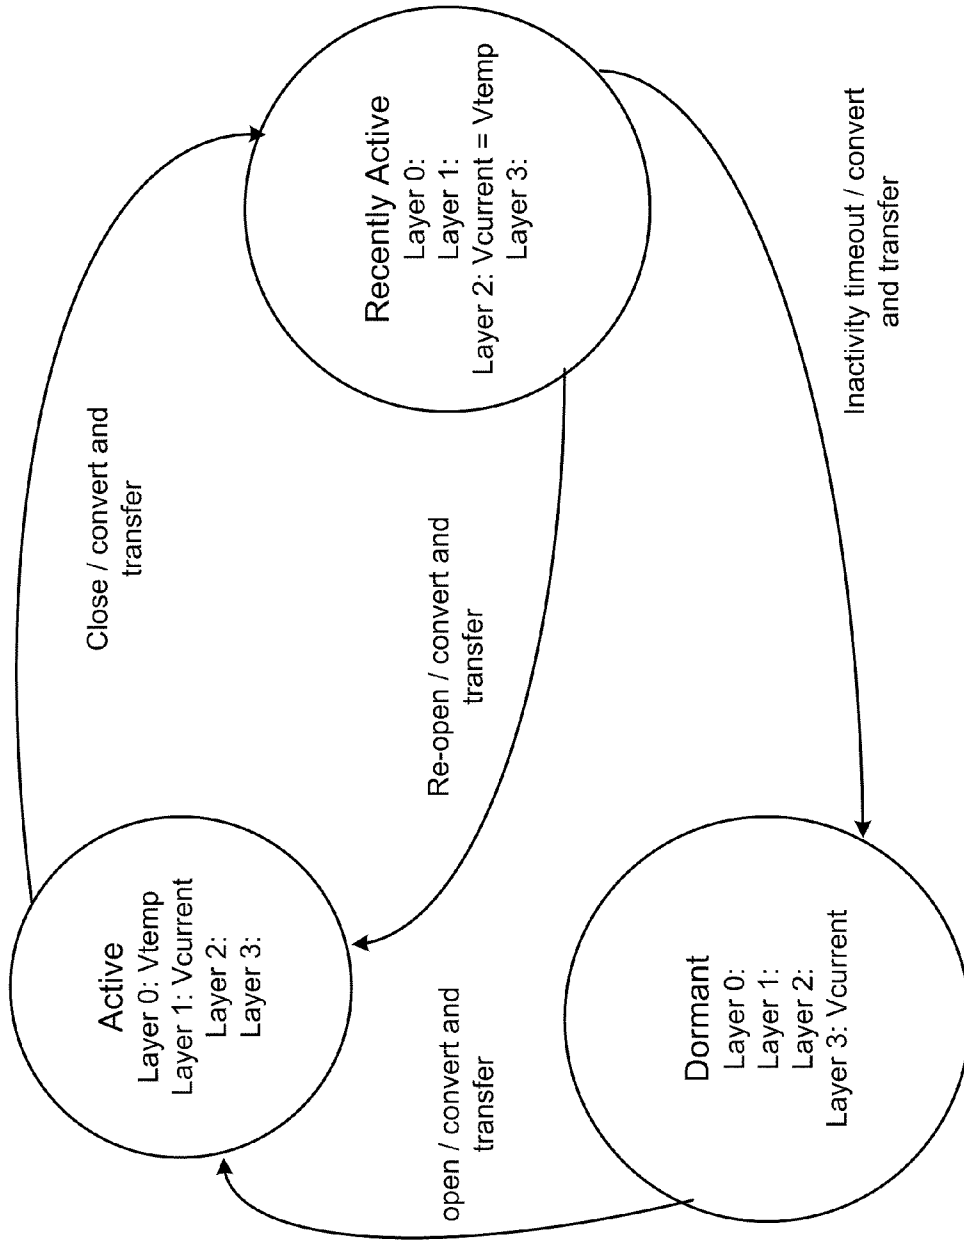 Active
Layer 0: Vtemp
Layer 1: Vcurrent
Layer 2:
Layer 3:
Close / convert and
transfer
Recently Active
Layer 0:
Layer 1:
Layer 2: Vcurrent = Vtemp
Layer 3:
open / convert and
transfer
Re-open / convert and
transfer
Dormant
Layer 0:
Layer 1:
Layer 2:
Layer 3: Vcurrent
Inactivity timeout / convert
and transfer